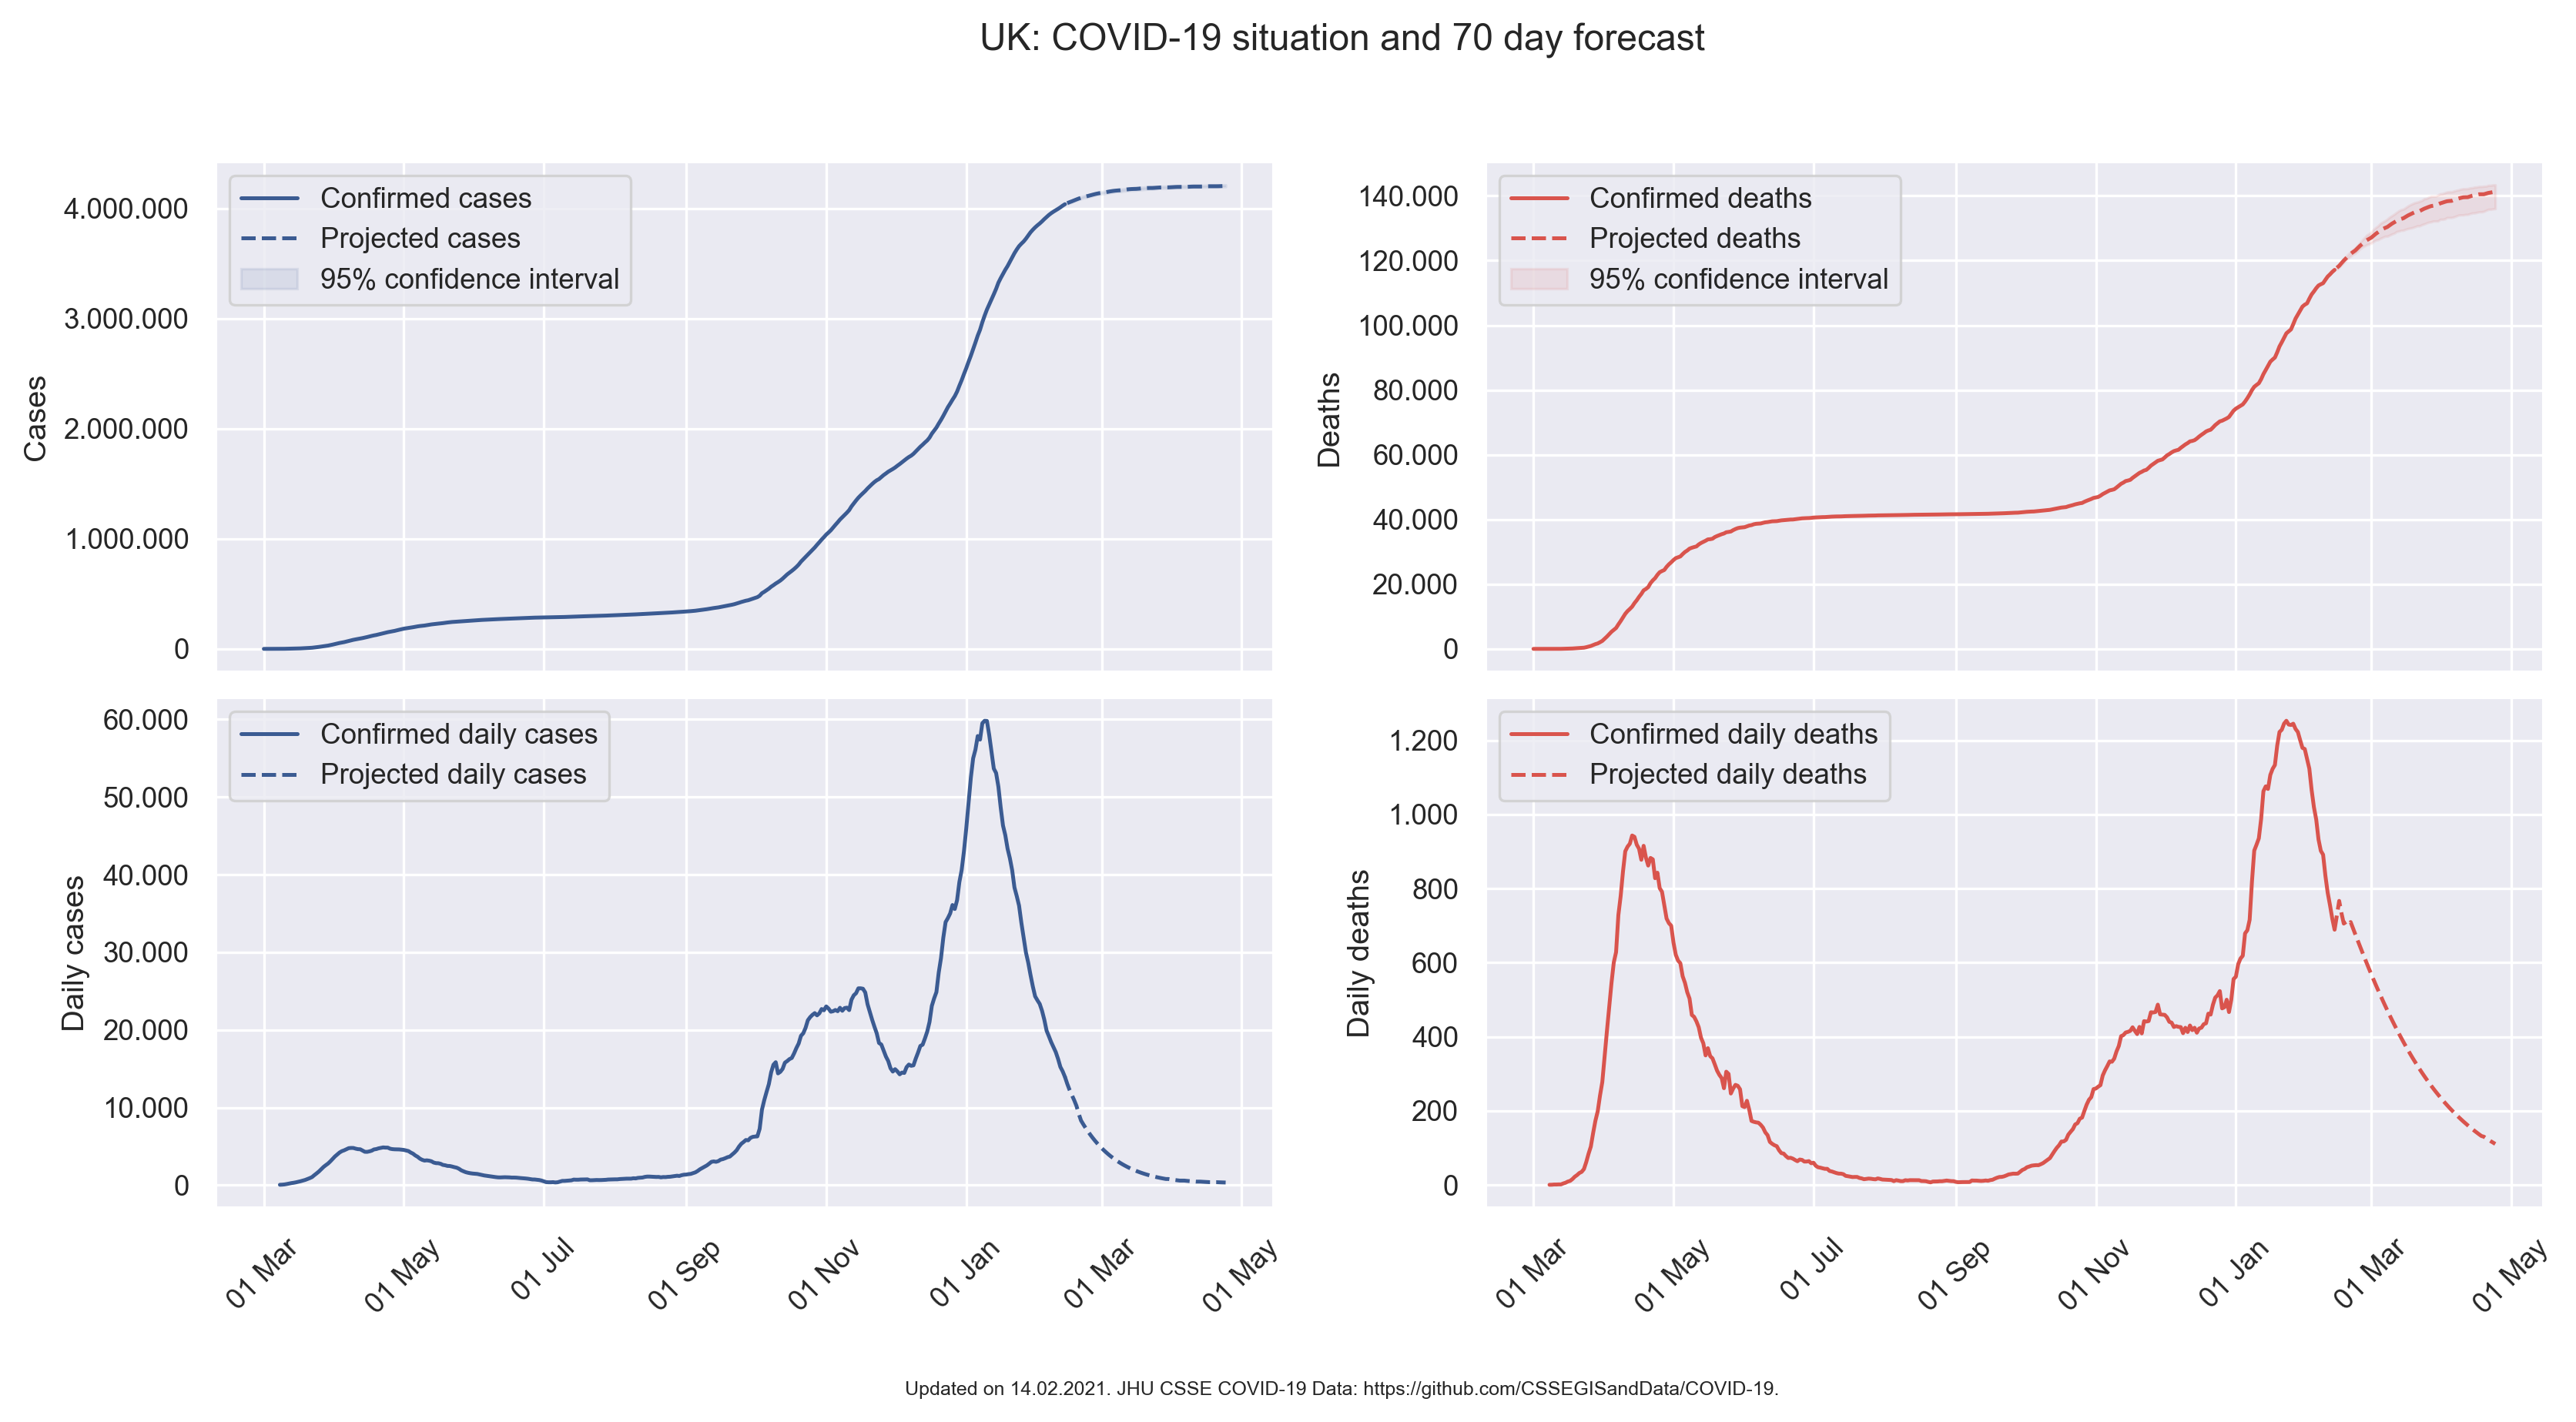 UK: COVID-19 situation and 70 day forecast
Confirmed cases
Projected cases
95% confidence interval
4.000.000
3.000.000
2.000.000
1.000.000
0
Cases
Confirmed deaths
Projected deaths
95% confidence interval
140.000
120.000
100.000
80.000
60.000
40.000
20.000
0
Deaths
Confirmed daily cases
Projected daily cases
60.000
50.000
40.000
30.000
20.000
10.000
0
Daily cases
01 Mar
01 May
01 Jul
01 Sep
01 Nov
01 Jan
01 Mar
01 May
Confirmed daily deaths
Projected daily deaths
1.200
1.000
800
600
400
200
0
Daily deaths
01 Mar
01 May
01 Jul
01 Sep
01 Nov
01 Jan
01 Mar
01 May
Updated on 14.02.2021. JHU CSSE COVID-19 Data: https://github.com/CSSEGISandData/COVID-19.